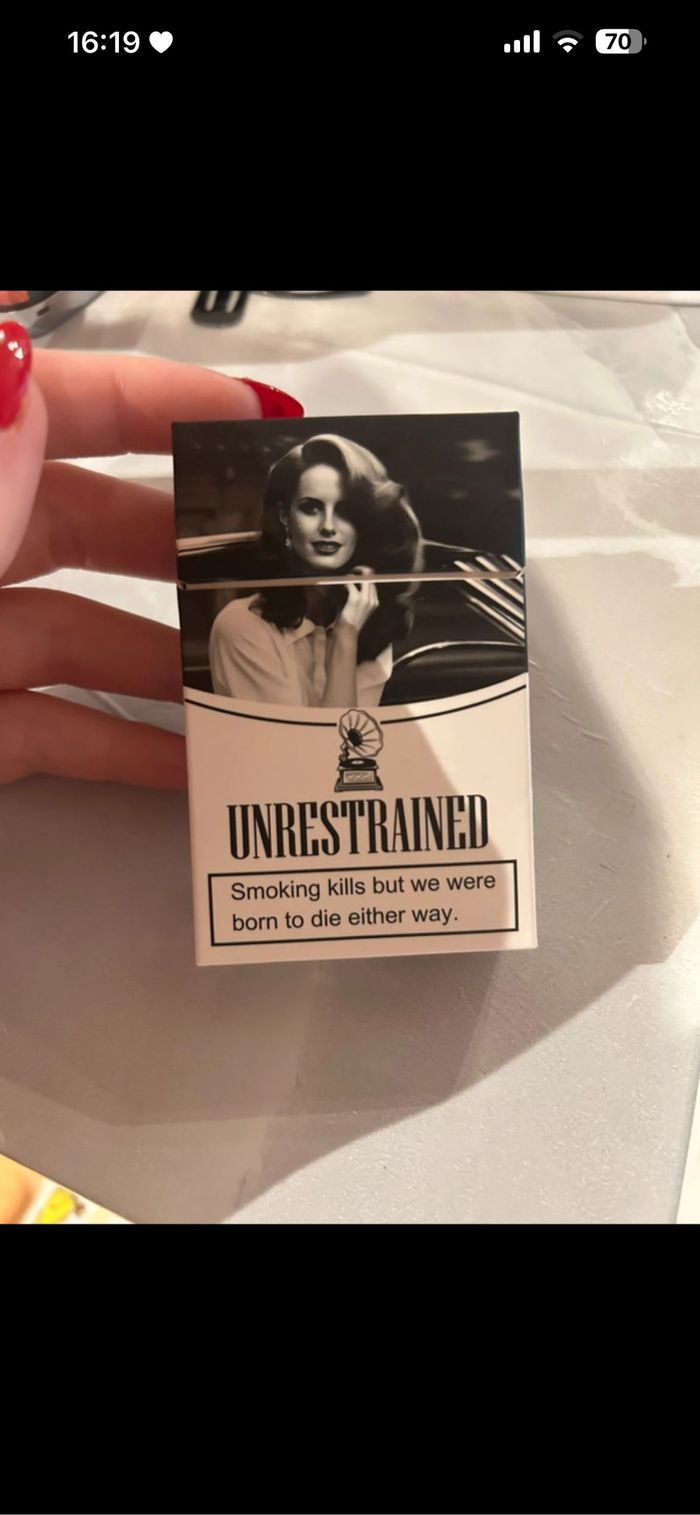 16:19
70
UNRESTRAINED
Smoking kills but we were
born to die either way.